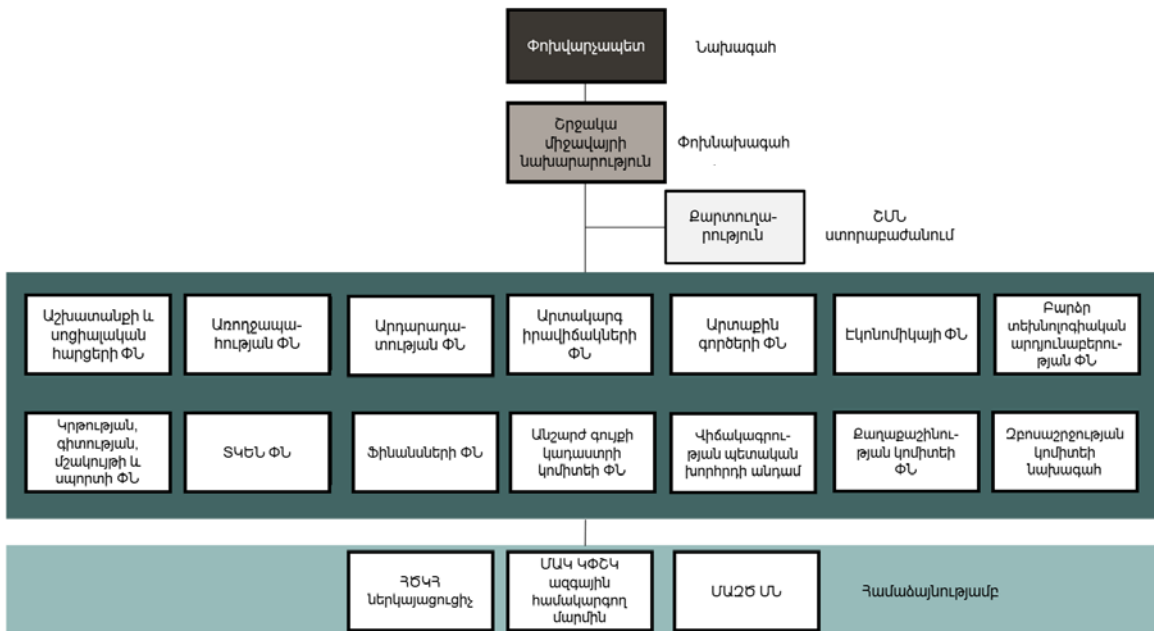 Փոխվարչապետ
Նախագահ
Շրջակա
միջավայրի
նախարարություն
Փոխնախագահ
Քարտուղա-
րություն
ՇՄՆ
ստորաբաժանում
Աշխատանքի և
սոցիալական
հարցերի ՓՆ
Առողջապա-
հության ՓՆ
Արդարադա-
տության ՓՆ
Արտակարգ
իրավիճակների
ՓՆ
Արտաքին
գործերի ՓՆ
Էկոնոմիկայի ՓՆ
Բարձր
տեխնոլոգիական
արդյունաբերու-
թյան ՓՆ
Կրթության,
գիտության,
մշակույթի և
սպորտի ՓՆ
ՏԿԵՆ ՓՆ
Ֆինանսների ՓՆ
Անշարժ գույքի
կադաստրի
կոմիտեի ՓՆ
Վիճակագրու-
թյան պետական
խորհրդի անդամ
Քաղաքաշինու-
թյան կոմիտեի
ՓՆ
Զբոսաշրջության
կոմիտեի
նախագահ
ՀԾԿՀ
ներկայացուցիչ
ՄԱԿ ԿՓՇԿ
ազգային
համակարգող
մարմին
ՄԱԶԾ ՄՆ
Համաձայնությամբ